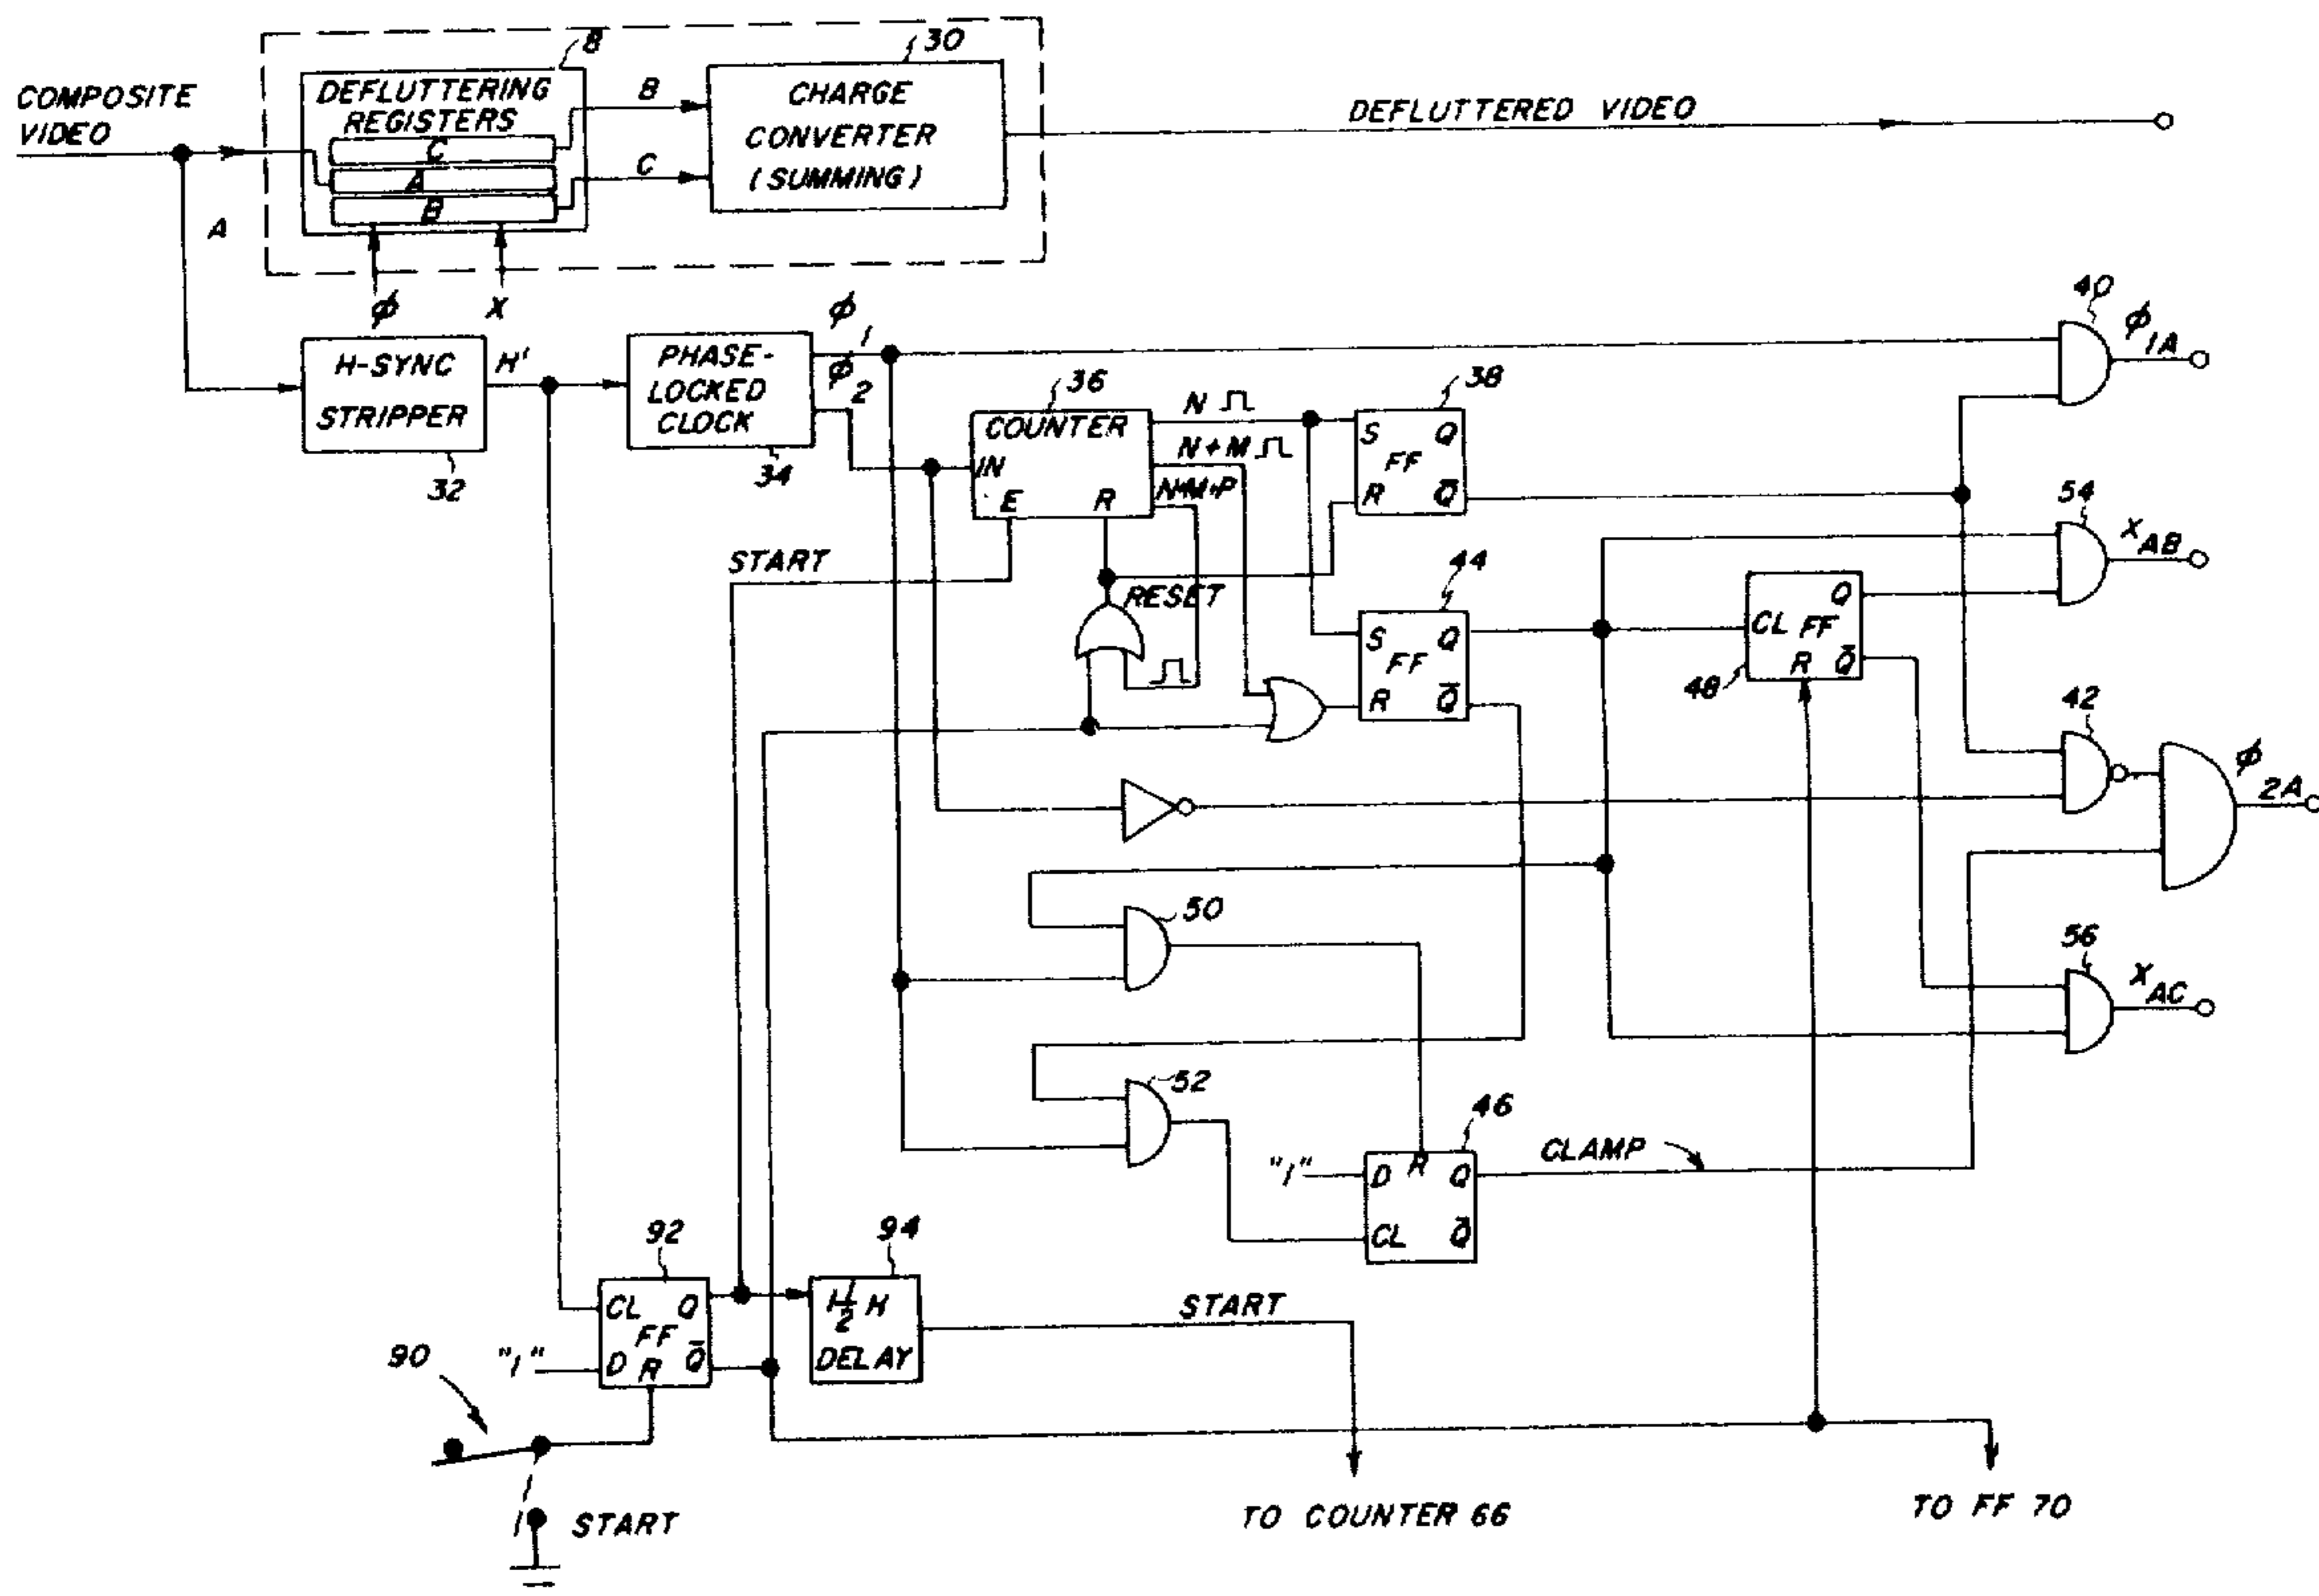 COMPOSITE
VIDEO
A
8
DEFLUTTERING
REGISTERS
C
A
B
B
C
30
CHARGE
CONVERTER
(SUMMING)
DEFLUTTERED VIDEO
ϕ
X
H-SYNC
STRIPPER
32
H'
PHASE-
LOCKED
CLOCK
34
ϕ1
ϕ2
36
COUNTER
IN
E
R
N
N+M
N+M+P
38
S Q
FF
R Q̄
40
ϕ1A
54
XAB
START
RESET
44
S Q
FF
R Q̄
Q
CL FF
R Q̄
48
42
ϕ2A
50
56
XAC
52
46
"1"
D R Q
CL Q̄
CLAMP
92
CL Q
FF
D R Q̄
"1"
94
1 1/2 H
DELAY
START
90
START
TO COUNTER 66
TO FF 70